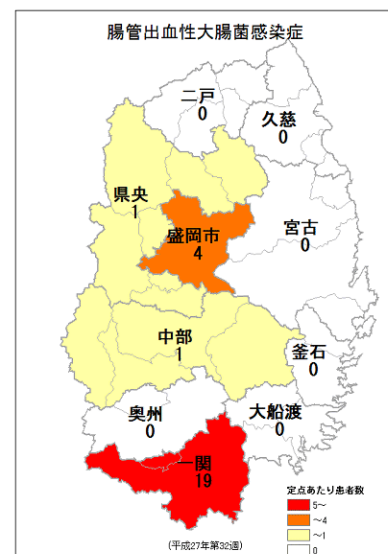 腸管出血性大腸菌感染症
二戸
0
久慈
0
県央
1
盛岡市
4
宮古
0
中部
1
釜石
0
奥州
0
大船渡
0
一関
19
定点あたり患者数
5～
～4
～1
0
(平成27年第32週)